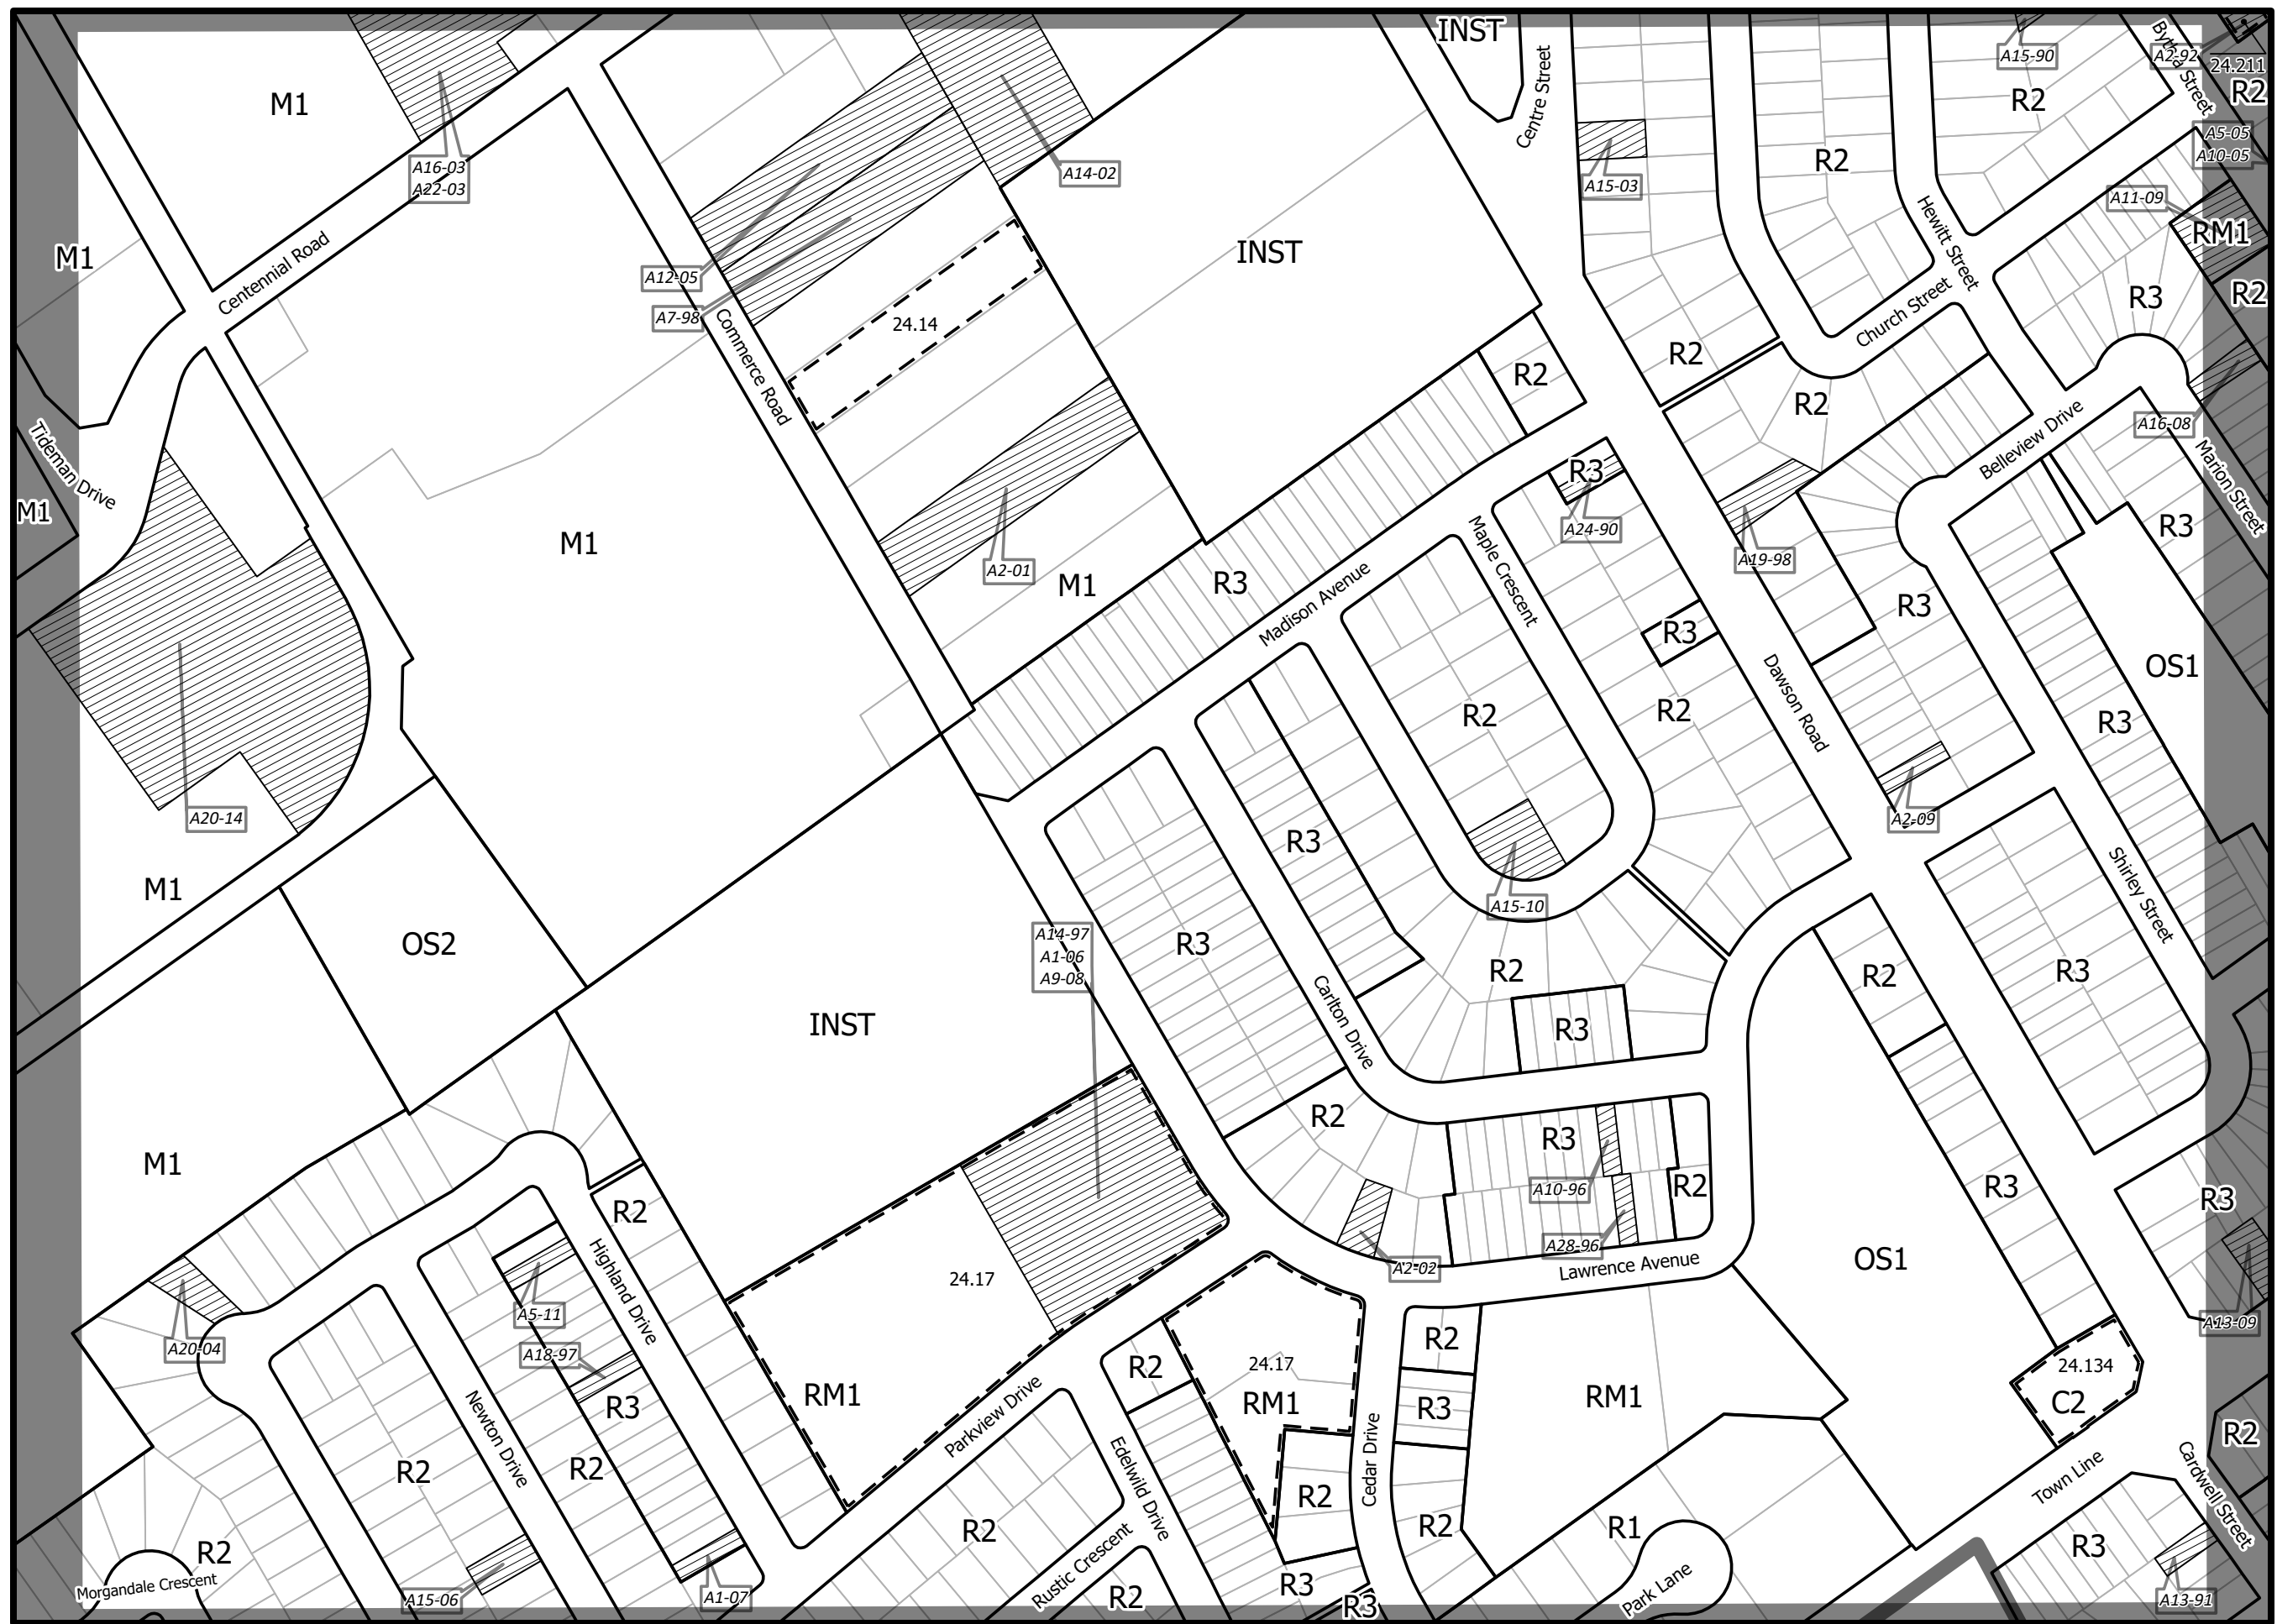 INST
M1
Centre Street
A15-90
A2-92
Bythia Street
24.211
R2
R2
A5-05
A10-05
A16-03
A22-03
A14-02
A15-03
R2
A11-09
RM1
Hewitt Street
M1
Centennial Road
INST
A12-05
A7-98
R3
R2
Church Street
24.14
Commerce Road
R2
R2
R2
A16-08
Belleview Drive
Marion Street
Tideman Drive
M1
R3
A24-90
A19-98
R3
M1
A2-01
M1
R3
Madison Avenue
Maple Crescent
R3
R3
OS1
Dawson Road
R2
R2
R3
A20-14
R3
A2-09
M1
A15-10
Shirley Street
OS2
A14-97
A1-06
A9-08
R3
R2
R2
R3
INST
Carlton Drive
R3
M1
R2
R3
A10-96
R2
R3
R3
R2
A28-96
A2-02
Lawrence Avenue
OS1
24.17
Highland Drive
A5-11
A20-04
A18-97
A13-09
R2
24.17
24.134
R2
RM1
RM1
R3
RM1
C2
R3
Newton Drive
Parkview Drive
Edelwild Drive
Cedar Drive
R2
R2
R2
R2
Town Line
Cardwell Street
R2
R2
R2
R1
R3
Morgandale Crescent
A15-06
A1-07
Rustic Crescent
R2
R3
R3
Park Lane
A13-91